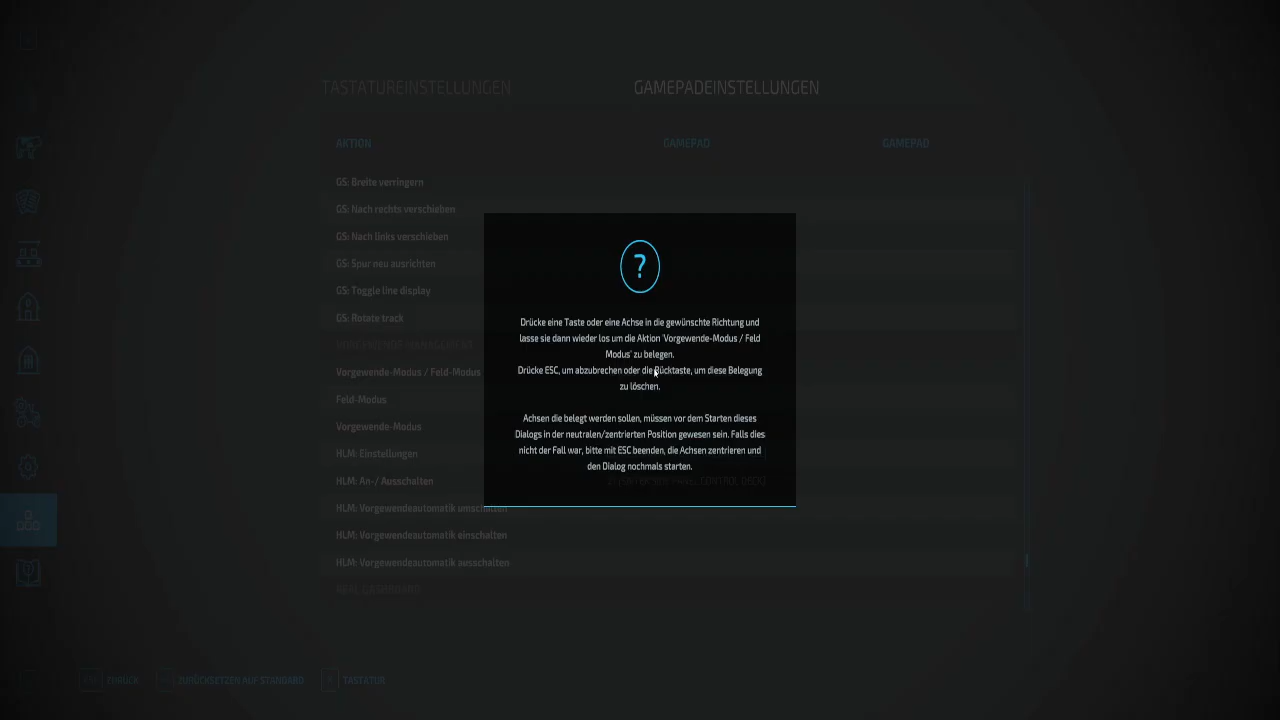 TASTATUREINSTELLUNGEN GAMEPADEINSTELLUNGEN
AKTION GAMEPAD GAMEPAD
GS: Breite verringern
GS: Nach rechts verschieben
GS: Nach links verschieben
GS: Spur neu ausrichten
GS: Toggle line display
GS: Rotate track
VORGEWENDE-MANAGEMENT
Vorgewende-Modus / Feld-Modus
Feld-Modus
Vorgewende-Modus
HLM: Einstellungen
HLM: An-/ Ausschalten
HLM: Vorgewendeautomatik umschalten
HLM: Vorgewendeautomatik einschalten
HLM: Vorgewendeautomatik ausschalten
REAL DASHBOARD
?
Drücke eine Taste oder eine Achse in die gewünschte Richtung und
lasse sie dann wieder los um die Aktion 'Vorgewende-Modus / Feld
Modus' zu belegen.
Drücke ESC, um abzubrechen oder die Rücktaste, um diese Belegung
zu löschen.
Achsen die belegt werden sollen, müssen vor dem Starten dieses
Dialogs in der neutralen/zentrierten Position gewesen sein. Falls dies
nicht der Fall war, bitte mit ESC beenden, die Achsen zentrieren und
den Dialog nochmals starten.
ZURÜCK ZURÜCKSETZEN AUF STANDARD TASTATUR